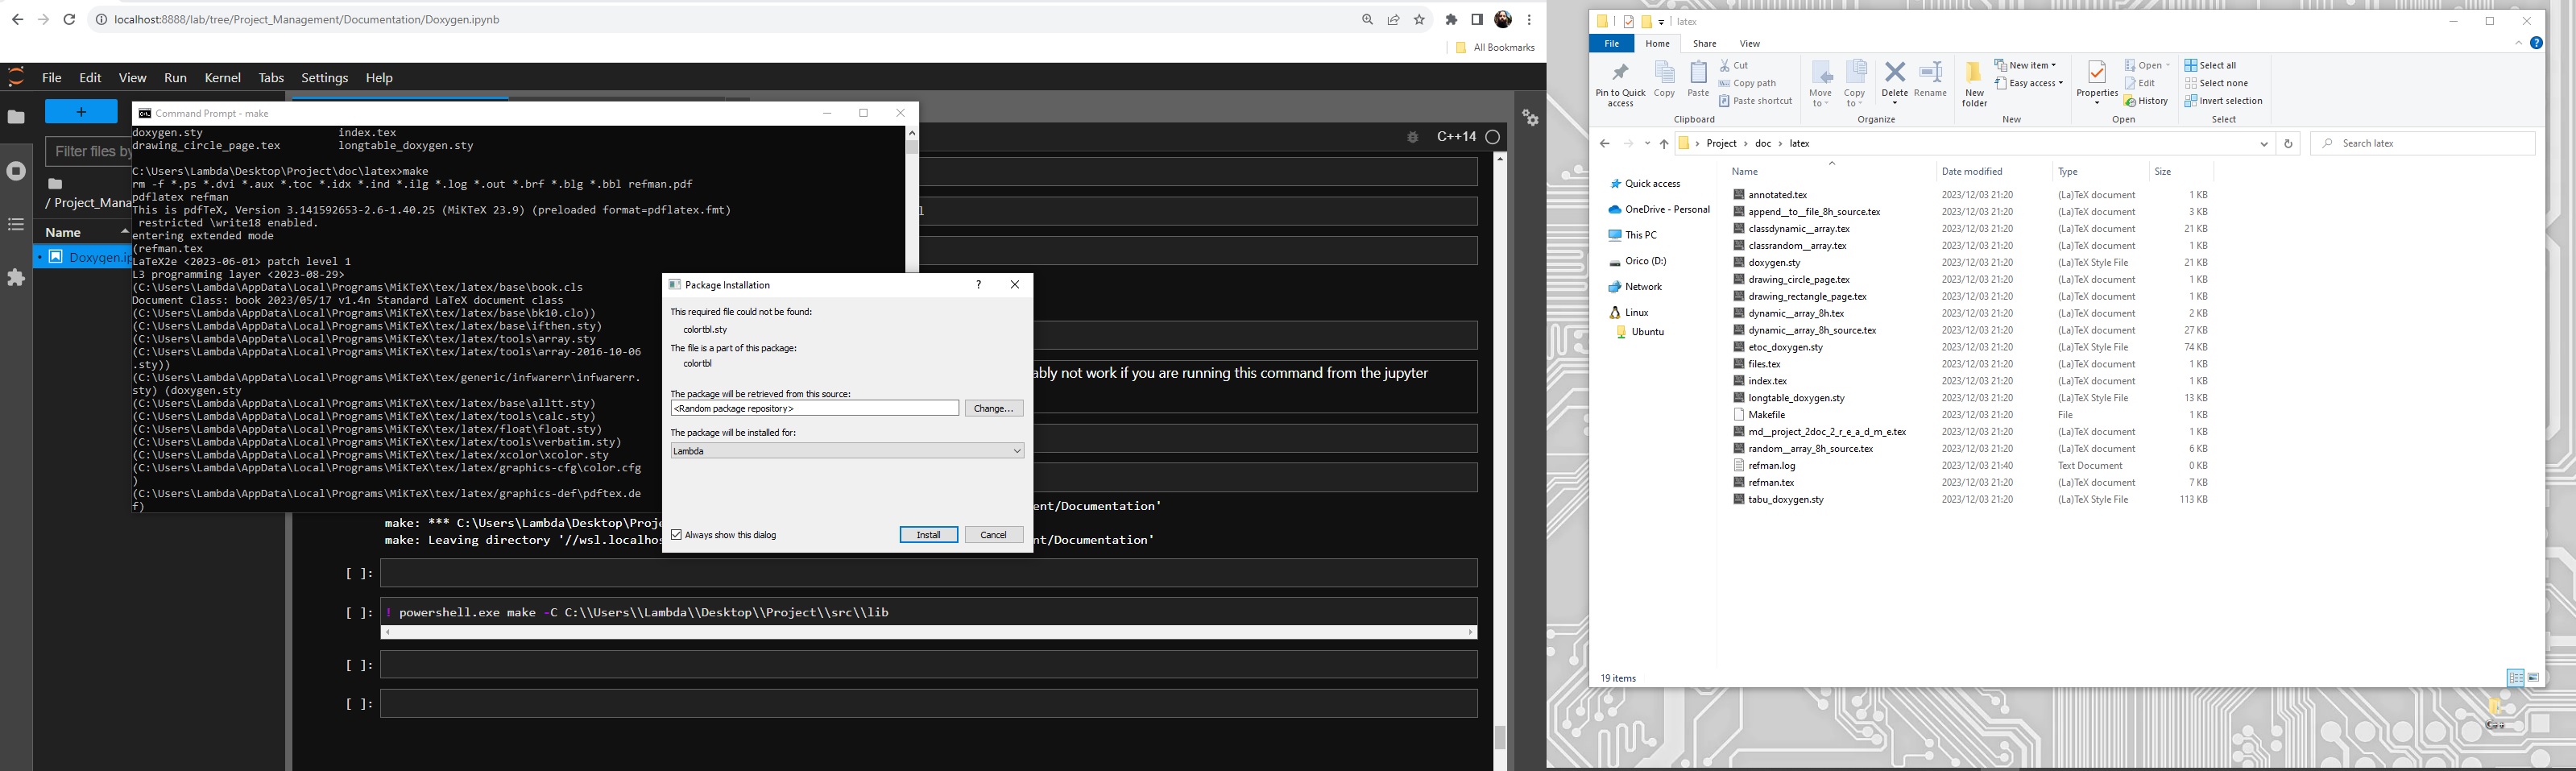 localhost:8888/lab/tree/Project_Management/Documentation/Doxygen.ipynb
All Bookmarks
File Edit View Run Kernel Tabs Settings Help
+
Filter files by
/ Project_Mana
Name
Doxygen.ip
C++14
Command Prompt - make
doxygen.sty index.tex
drawing_circle_page.tex longtable_doxygen.sty
C:\Users\Lambda\Desktop\Project\doc\latex>make
rm -f *.ps *.dvi *.aux *.toc *.idx *.ind *.ilg *.log *.out *.brf *.blg *.bbl refman.pdf
pdflatex refman
This is pdfTeX, Version 3.141592653-2.6-1.40.25 (MiKTeX 23.9) (preloaded format=pdflatex.fmt)
restricted \write18 enabled.
entering extended mode
(refman.tex
LaTeX2e <2023-06-01> patch level 1
L3 programming layer <2023-08-29>
(C:\Users\Lambda\AppData\Local\Programs\MiKTeX\tex/latex/base\book.cls
Document Class: book 2023/05/17 v1.4n Standard LaTeX document class
(C:\Users\Lambda\AppData\Local\Programs\MiKTeX\tex/latex/base\bk10.clo))
(C:\Users\Lambda\AppData\Local\Programs\MiKTeX\tex/latex/base\ifthen.sty)
(C:\Users\Lambda\AppData\Local\Programs\MiKTeX\tex/latex/tools\array.sty
(C:\Users\Lambda\AppData\Local\Programs\MiKTeX\tex/latex/tools\array-2016-10-06
.sty))
(C:\Users\Lambda\AppData\Local\Programs\MiKTeX\tex/generic/infwarerr\infwarerr.
sty) (doxygen.sty
(C:\Users\Lambda\AppData\Local\Programs\MiKTeX\tex/latex/base\alltt.sty)
(C:\Users\Lambda\AppData\Local\Programs\MiKTeX\tex/latex/tools\calc.sty)
(C:\Users\Lambda\AppData\Local\Programs\MiKTeX\tex/latex/float\float.sty)
(C:\Users\Lambda\AppData\Local\Programs\MiKTeX\tex/latex/tools\verbatim.sty)
(C:\Users\Lambda\AppData\Local\Programs\MiKTeX\tex/latex/xcolor\xcolor.sty
(C:\Users\Lambda\AppData\Local\Programs\MiKTeX\tex/latex/graphics-cfg\color.cfg
)
(C:\Users\Lambda\AppData\Local\Programs\MiKTeX\tex/latex/graphics-def\pdftex.de
f)
Package Installation
?
This required file could not be found:
colortbl.sty
The file is a part of this package:
colortbl
The package will be retrieved from this source:
<Random package repository> Change...
The package will be installed for:
Lambda
Always show this dialog Install Cancel
ably not work if you are running this command from the jupyter
ent/Documentation'
make: *** C:\Users\Lambda\Desktop\Proje
make: Leaving directory '//wsl.localhos nt/Documentation'
[ ]:
[ ]: ! powershell.exe make -C C:\\Users\\Lambda\\Desktop\\Project\\src\\lib
[ ]:
[ ]:
latex
File Home Share View
Pin to Quick access
Copy
Paste
Cut
Copy path
Paste shortcut
Move to
Copy to
Delete
Rename
New folder
New item
Easy access
Properties
Open
Edit
History
Select all
Select none
Invert selection
Clipboard Organize New Open Select
Project > doc > latex
Search latex
Quick access
OneDrive - Personal
This PC
Orico (D:)
Network
Linux
Ubuntu
Name Date modified Type Size
annotated.tex 2023/12/03 21:20 (La)TeX document 1 KB
append__to__file_8h_source.tex 2023/12/03 21:20 (La)TeX document 3 KB
classdynamic__array.tex 2023/12/03 21:20 (La)TeX document 21 KB
classrandom__array.tex 2023/12/03 21:20 (La)TeX document 1 KB
doxygen.sty 2023/12/03 21:20 (La)TeX Style File 21 KB
drawing_circle_page.tex 2023/12/03 21:20 (La)TeX document 1 KB
drawing_rectangle_page.tex 2023/12/03 21:20 (La)TeX document 1 KB
dynamic__array_8h.tex 2023/12/03 21:20 (La)TeX document 2 KB
dynamic__array_8h_source.tex 2023/12/03 21:20 (La)TeX document 27 KB
etoc_doxygen.sty 2023/12/03 21:20 (La)TeX Style File 74 KB
files.tex 2023/12/03 21:20 (La)TeX document 1 KB
index.tex 2023/12/03 21:20 (La)TeX document 1 KB
longtable_doxygen.sty 2023/12/03 21:20 (La)TeX Style File 13 KB
Makefile 2023/12/03 21:20 File 1 KB
md__project_2doc_2_r_e_a_d_m_e.tex 2023/12/03 21:20 (La)TeX document 1 KB
random__array_8h_source.tex 2023/12/03 21:20 (La)TeX document 6 KB
refman.log 2023/12/03 21:40 Text Document 0 KB
refman.tex 2023/12/03 21:20 (La)TeX document 7 KB
tabu_doxygen.sty 2023/12/03 21:20 (La)TeX Style File 113 KB
19 items
C++